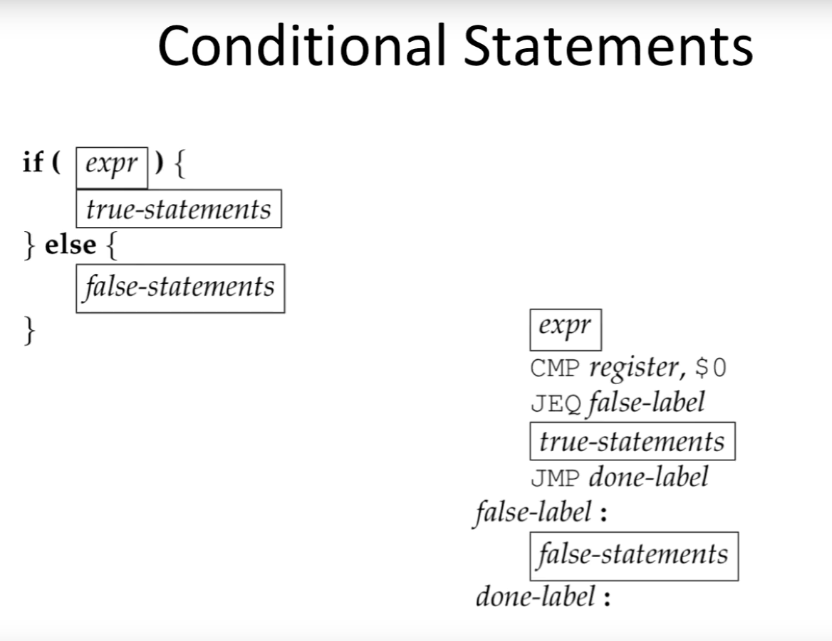 Conditional Statements
if ( expr ) {
true-statements
} else {
false-statements
}
expr
CMP register, $0
JEQ false-label
true-statements
JMP done-label
false-label :
false-statements
done-label :